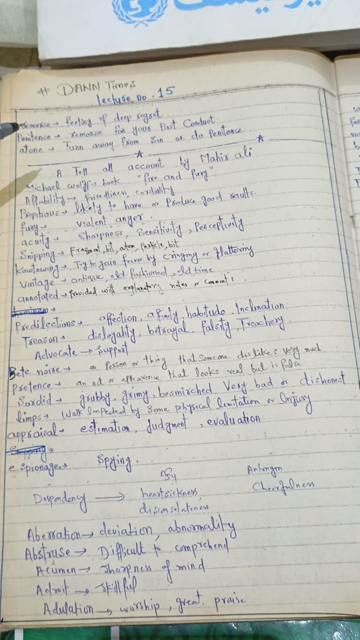 يونيسف
# DAWN Times
Lecture no. 15
Remorse → feeling of deep regret
Penitence → remorse for your Past Conduct
atone → Turn away from sin or do Penitence
A Tell all account by Mahir ali
Michael wolff's book "fire and fury"
Affability → friendliness, cordiality
Propitious → likely to have or Produce good results
fury → violent anger
acuity → Sharpness, Sensitivity, Perceptivity
Snipping → Fragment, bit, atom, particle, bit
Kowtowing → Try to gain favor by cringing or flattering
Vintage → antique, old fashioned, old time
annotated → Provided with explanatory notes or comments
Predilections → affection, affinity, habitude, Inclination
Treason → disloyality, betrayal, falsity, Treachery
Advocate → Support
Bete noire → a Person or thing that someone dislikes very much
Pretence → an act or appearance that looks real but is false
Sordid → grubby, grimy, besmirched Very bad or dishonest
limps → Walk Impeded by Some physical limitation or Injury
appraisal → estimation, Judgment, evaluation
espionage → Spying.
Syn Antonym
Despondency → heartsickness, Cheerfulness
disconsolateness
Aberration → deviation, abnormality
Abstruse → Difficult to comprehend
Acumen → Sharpness of mind
Adroit → Skillful
Adulation → worship, great praise